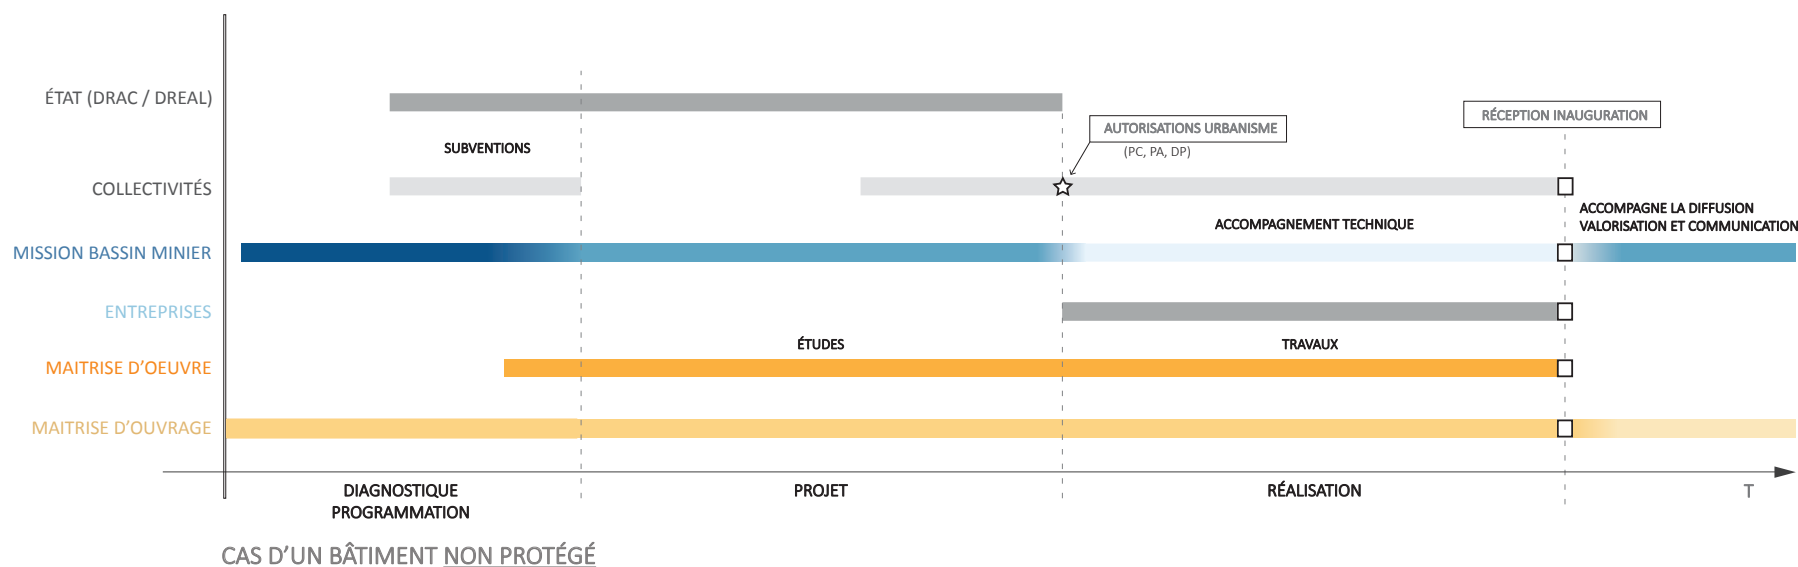 ÉTAT (DRAC / DREAL)
RÉCEPTION INAUGURATION
AUTORISATIONS URBANISME
(PC, PA, DP)
SUBVENTIONS
COLLECTIVITÉS
ACCOMPAGNE LA DIFFUSION
VALORISATION ET COMMUNICATION
ACCOMPAGNEMENT TECHNIQUE
MISSION BASSIN MINIER
ENTREPRISES
ÉTUDES
TRAVAUX
MAITRISE D'OEUVRE
MAITRISE D'OUVRAGE
DIAGNOSTIQUE
PROGRAMMATION
PROJET
RÉALISATION
T
CAS D'UN BÂTIMENT NON PROTÉGÉ